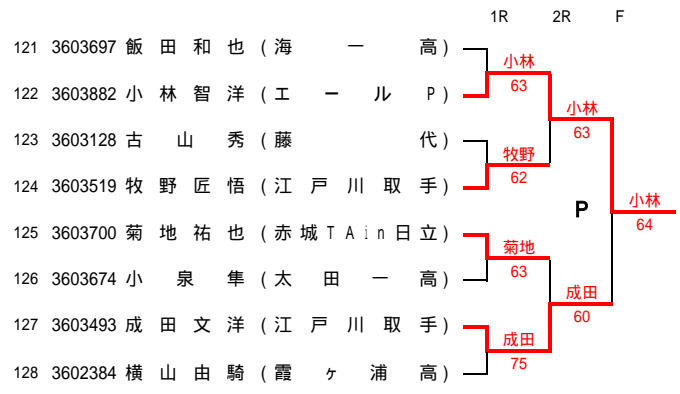 1R 2R F
121 3603697 飯田和也(海一高)
小林
122 3603882 小林智洋(エールP)
63
小林
123 3603128 古山秀(藤代)
63
牧野
124 3603519 牧野匠悟(江戸川取手)
62
小林
P
64
125 3603700 菊地祐也(赤城TAin日立)
菊地
126 3603674 小泉隼(太田一高)
63
成田
127 3603493 成田文洋(江戸川取手)
60
成田
128 3602384 横山由騎(霞ヶ浦高)
75